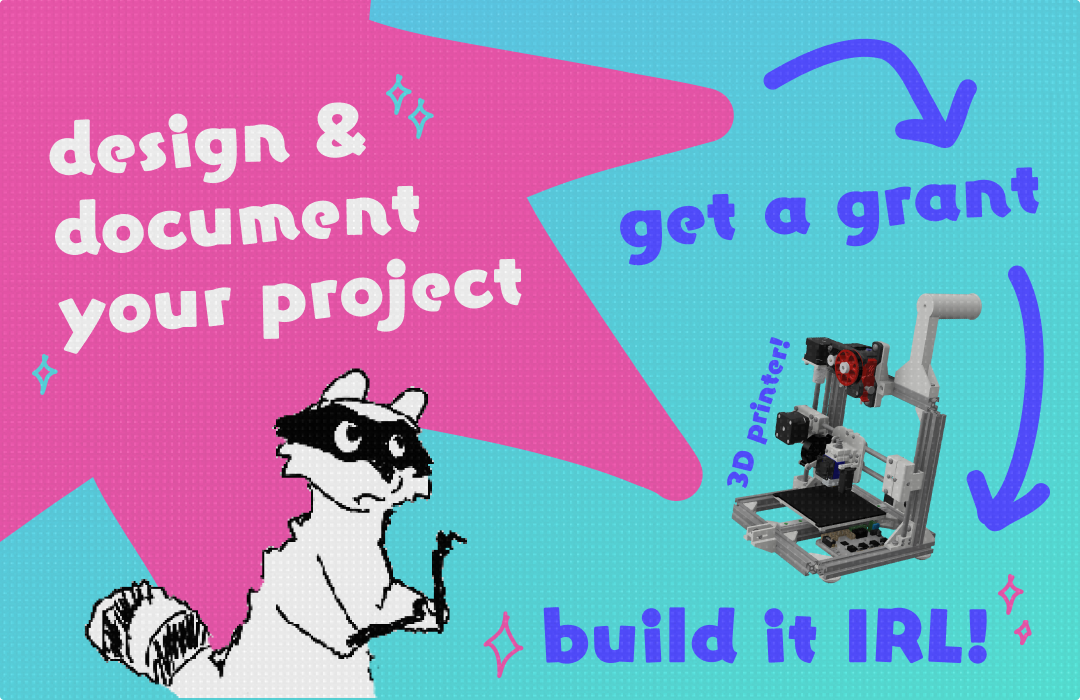 design &
document
your project
get a grant
3D printer!
build it IRL!